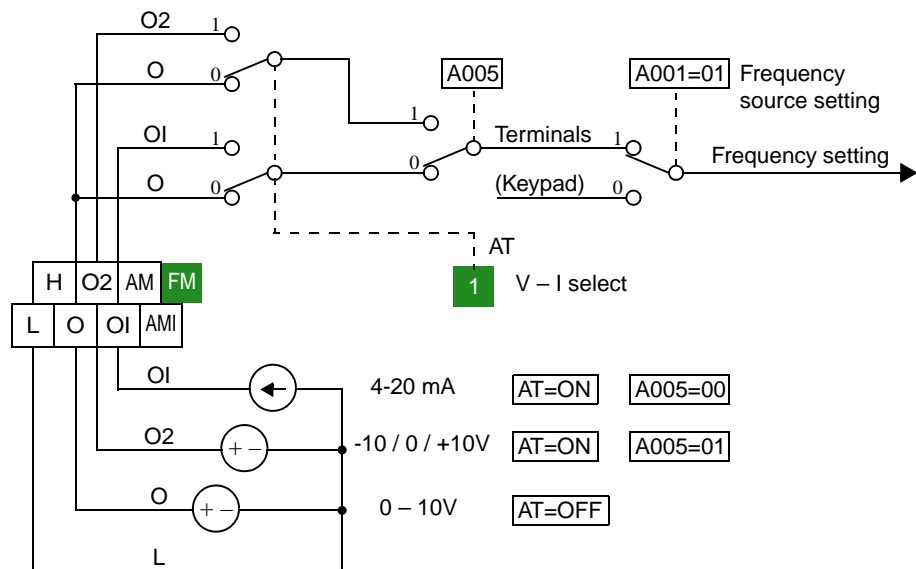 O2 1
O 0
A005
A001=01 Frequency
source setting
1
OI 1
O 0
0
Terminals 1
(Keypad) 0
Frequency setting
AT
1 V – I select
H O2 AM FM
L O OI AMI
OI 4-20 mA AT=ON A005=00
O2 + − -10 / 0 / +10V AT=ON A005=01
O + − 0 – 10V AT=OFF
L